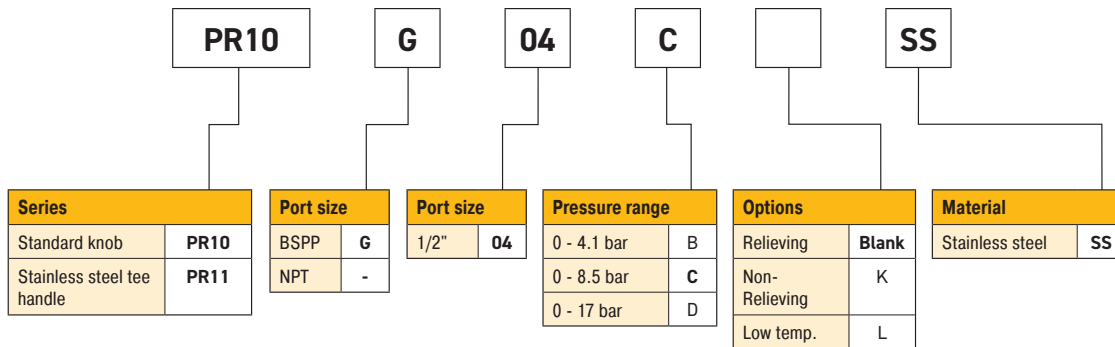 PR10 G 04 C SS
Series
Standard knob PR10
Stainless steel tee
handle
PR11
Port size
BSPP G
NPT -
Port size
1/2" 04
Pressure range
0 - 4.1 bar B
0 - 8.5 bar C
0 - 17 bar D
Options
Relieving Blank
Non-
Relieving
K
Low temp. L
Material
Stainless steel SS